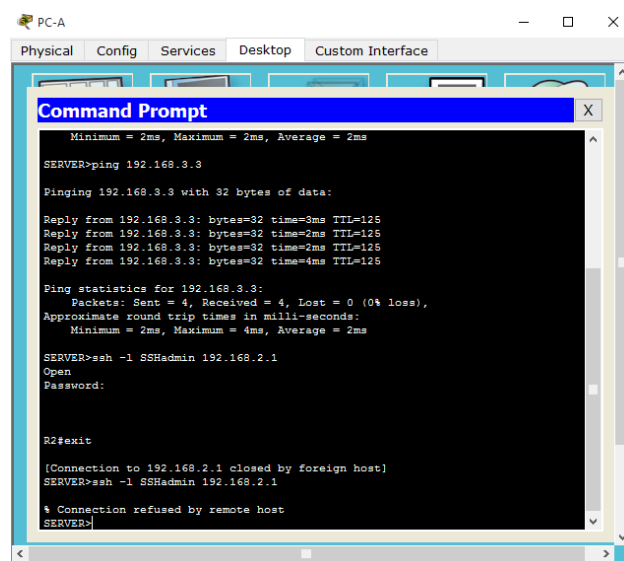 PC-A
Physical Config Services Desktop Custom Interface
Command Prompt
X
Minimum = 2ms, Maximum = 2ms, Average = 2ms
SERVER>ping 192.168.3.3
Pinging 192.168.3.3 with 32 bytes of data:
Reply from 192.168.3.3: bytes=32 time=3ms TTL=125
Reply from 192.168.3.3: bytes=32 time=2ms TTL=125
Reply from 192.168.3.3: bytes=32 time=2ms TTL=125
Reply from 192.168.3.3: bytes=32 time=4ms TTL=125
Ping statistics for 192.168.3.3:
Packets: Sent = 4, Received = 4, Lost = 0 (0% loss),
Approximate round trip times in milli-seconds:
Minimum = 2ms, Maximum = 4ms, Average = 2ms
SERVER>ssh -l SSHadmin 192.168.2.1
Open
Password:
R2#exit
[Connection to 192.168.2.1 closed by foreign host]
SERVER>ssh -l SSHadmin 192.168.2.1
% Connection refused by remote host
SERVER>